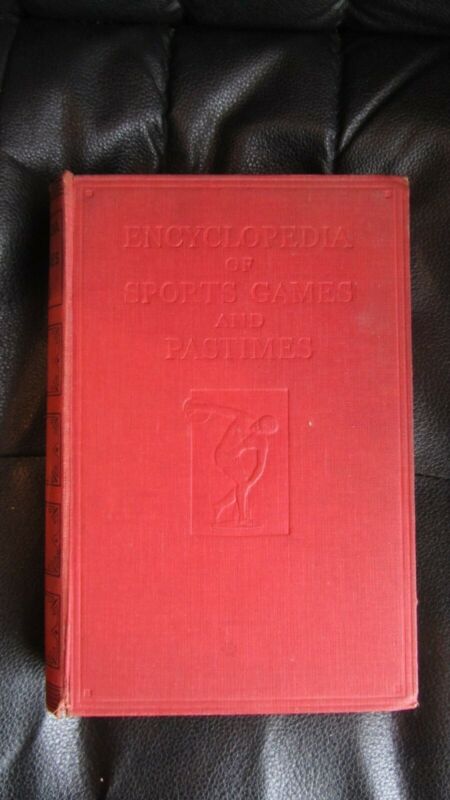 ENCYCLOPEDIA
OF
SPORTS GAMES
AND
PASTIMES